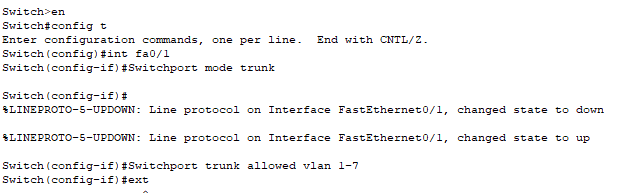 Switch>en
Switch#config t
Enter configuration commands, one per line.  End with CNTL/Z.
Switch(config)#int fa0/1
Switch(config-if)#Switchport mode trunk
Switch(config-if)#
%LINEPROTO-5-UPDOWN: Line protocol on Interface FastEthernet0/1, changed state to down
%LINEPROTO-5-UPDOWN: Line protocol on Interface FastEthernet0/1, changed state to up
Switch(config-if)#Switchport trunk allowed vlan 1-7
Switch(config-if)#ext
^